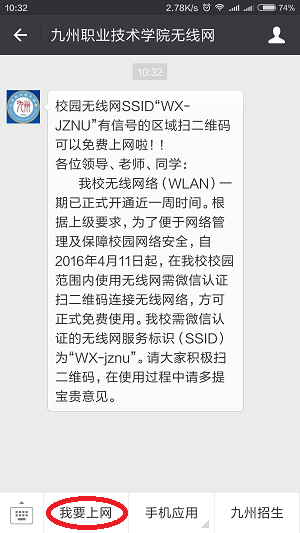 10:32
2.78K/s
74%
九州职业技术学院无线网
10:32
校园无线网SSID“WX-
JZNU”有信号的区域扫二维码
可以免费上网啦!!
各位领导、老师、同学:
我校无线网络(WLAN)一
期已正式开通近一周时间。根
据上级要求,为了便于网络管
理及保障校园网络安全,自
2016年4月11日起,在我校校园
范围内使用无线网需微信认证
扫二维码连接无线网络,方可
正式免费使用。我校需微信认
证的无线网服务标识(SSID)
为“WX-jznu”。请大家积极扫
二维码,在使用过程中请多提
宝贵意见。
我要上网
手机应用
九州招生